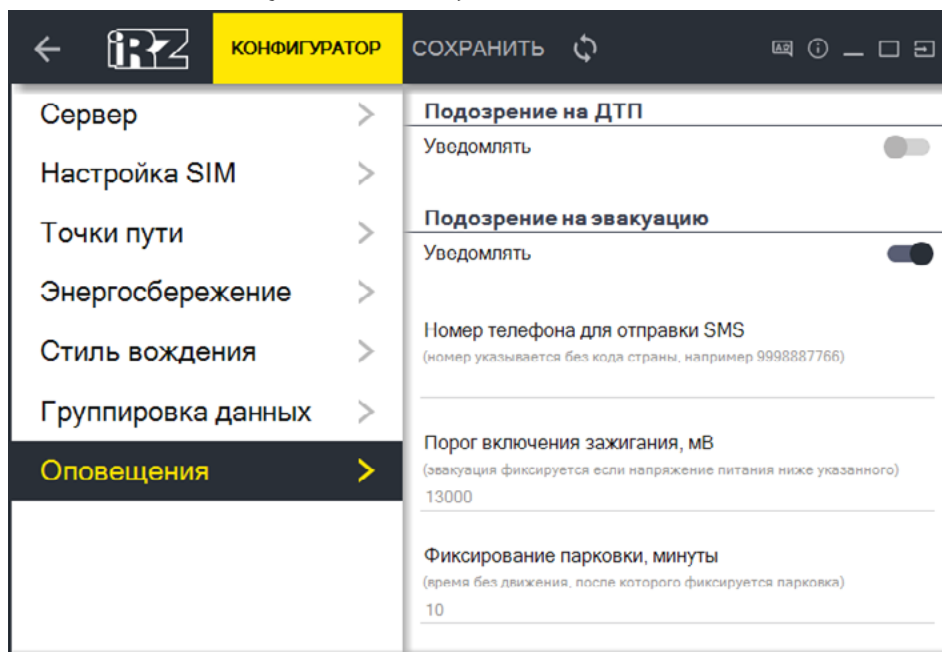 iRZ
КОНФИГУРАТОР
СОХРАНИТЬ
Сервер
Настройка SIM
Точки пути
Энергосбережение
Стиль вождения
Группировка данных
Оповещения
Подозрение на ДТП
Уведомлять
Подозрение на эвакуацию
Уведомлять
Номер телефона для отправки SMS
(номер указывается без кода страны, например 9998887766)
Порог включения зажигания, мВ
(эвакуация фиксируется если напряжение питания ниже указанного)
13000
Фиксирование парковки, минуты
(время без движения, после которого фиксируется парковка)
10